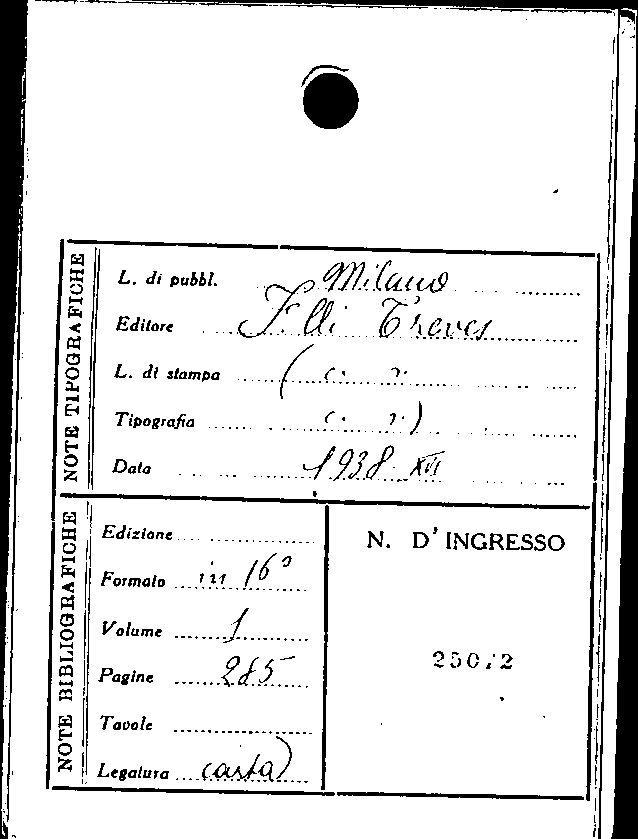 NOTE TIPOGRAFICHE
L. di pubbl. Milano
Editore F.lli Treves
L. di stampa ( c. s.
Tipografia c. s. )
Data 1938 XVI
NOTE BIBLIOGRAFICHE
Edizione
Formato in 16°
Volume 1
Pagine 285
Tavole
Legatura carta)
N. D'INGRESSO